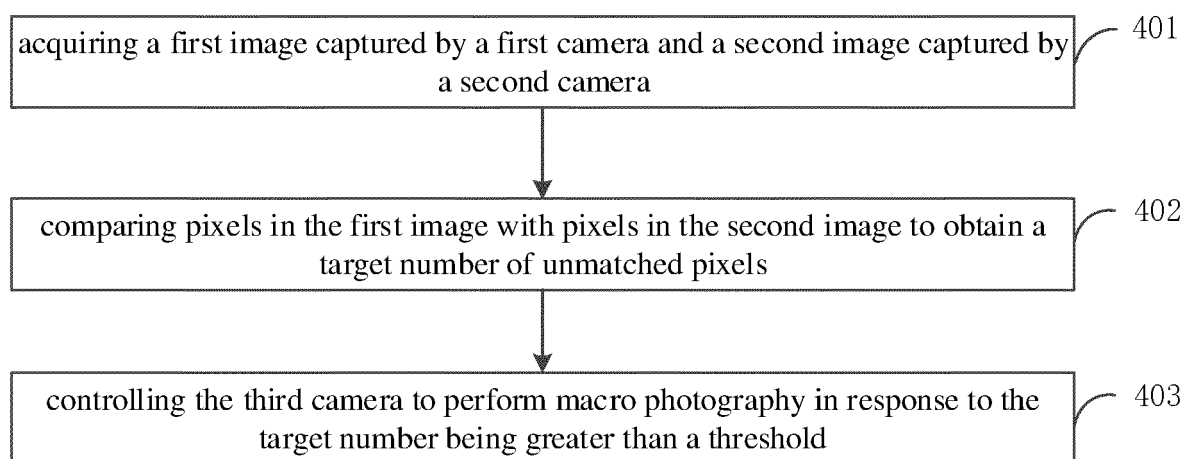 acquiring a first image captured by a first camera and a second image captured by
a second camera
401
comparing pixels in the first image with pixels in the second image to obtain a
target number of unmatched pixels
402
controlling the third camera to perform macro photography in response to the
target number being greater than a threshold
403